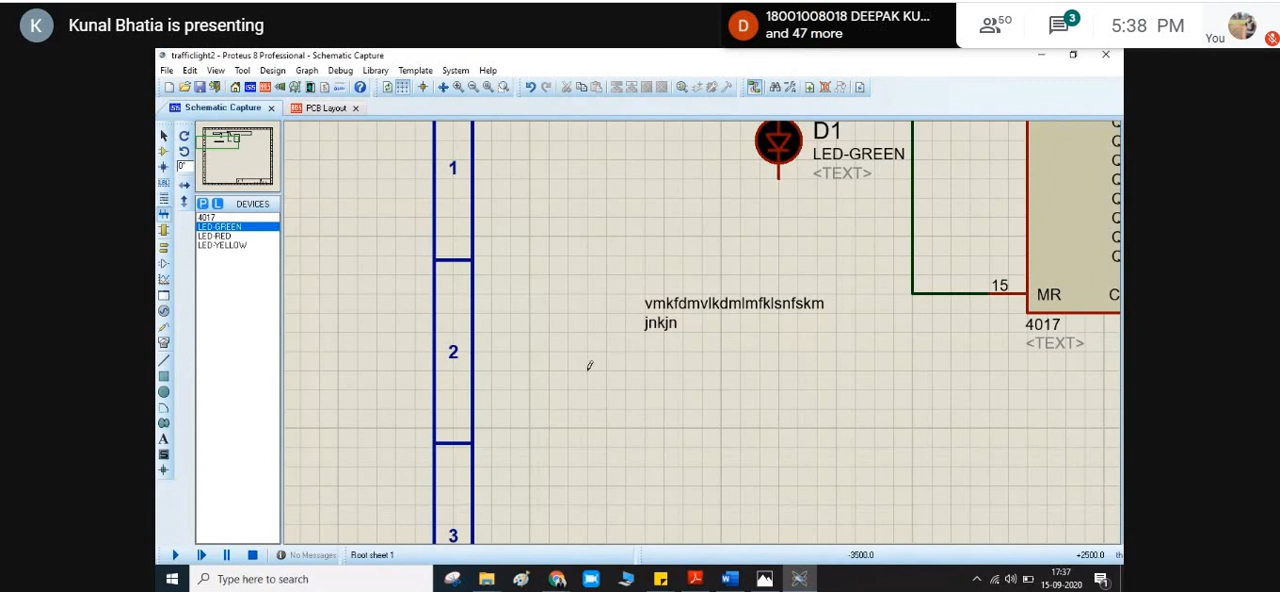 K Kunal Bhatia is presenting
D 18001008018 DEEPAK KU...
and 47 more
50
3
5:38 PM
You
trafficlight2 - Proteus 8 Professional - Schematic Capture
File Edit View Tool Design Graph Debug Library Template System Help
Schematic Capture
PCB Layout
0°
P L DEVICES
4017
LED-GREEN
LED-RED
LED-YELLOW
LBL
A
S
1
2
3
D1
LED-GREEN
<TEXT>
vmkfdmvlkdmlmfklsnfskm
jnkjn
Q
Q
Q
Q
Q
Q
Q
Q
15
MR C
4017
<TEXT>
No Messages
Root sheet 1
-3500.0
+2500.0
th
Type here to search
17:37
15-09-2020